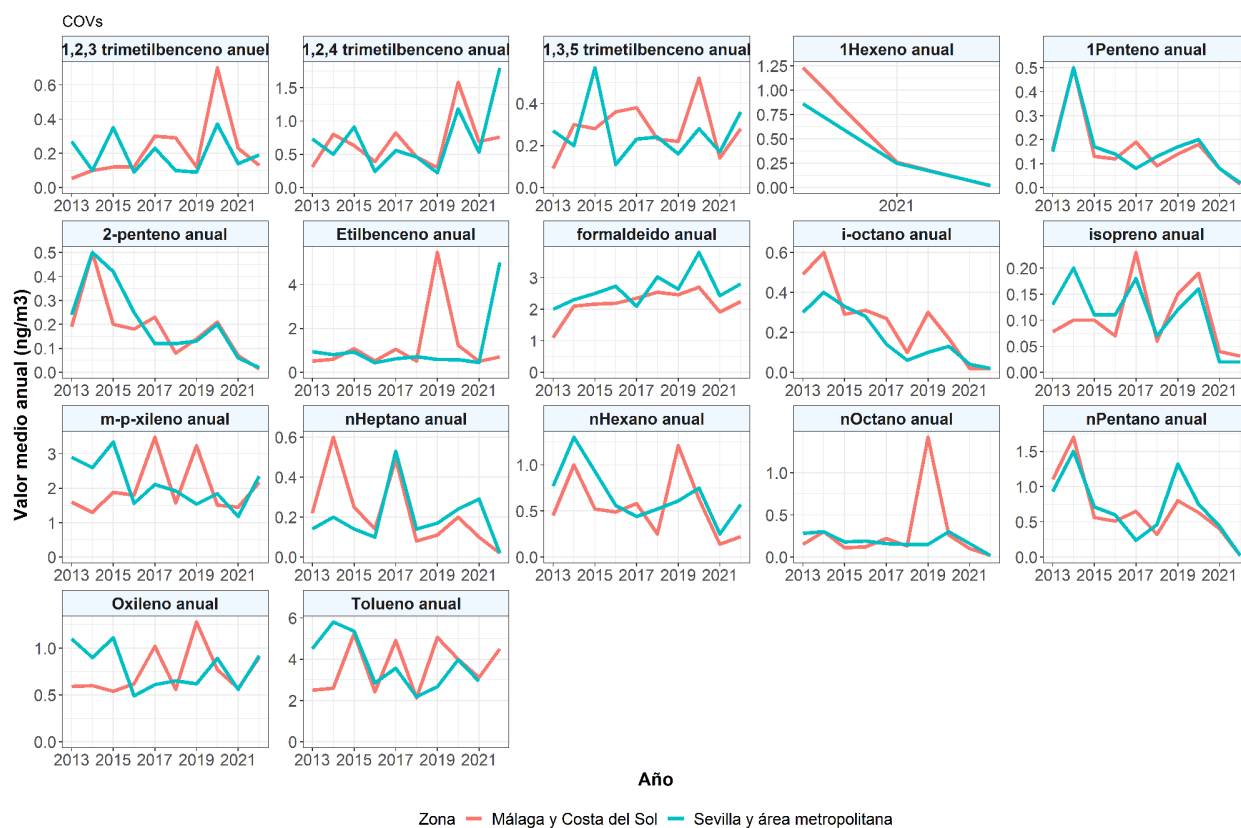 COVs
1,2,3 trimetilbenceno anuel
1,2,4 trimetilbenceno anual
1,3,5 trimetilbenceno anual
1Hexeno anual
1Penteno anual
0.6
0.4
0.2
0.0
1.5
1.0
0.5
0.0
0.4
0.2
0.0
1.25
1.00
0.75
0.50
0.25
0.00
0.5
0.4
0.3
0.2
0.1
0.0
2013 2015 2017 2019 2021
2013 2015 2017 2019 2021
2013 2015 2017 2019 2021
2021
2013 2015 2017 2019 2021
2-penteno anual
Etilbenceno anual
formaldeido anual
i-octano anual
isopreno anual
0.5
0.4
0.3
0.2
0.1
0.0
4
2
0
3
2
1
0
0.6
0.4
0.2
0.0
0.20
0.15
0.10
0.05
0.00
2013 2015 2017 2019 2021
2013 2015 2017 2019 2021
2013 2015 2017 2019 2021
2013 2015 2017 2019 2021
2013 2015 2017 2019 2021
m-p-xileno anual
nHeptano anual
nHexano anual
nOctano anual
nPentano anual
3
2
1
0
0.6
0.4
0.2
0.0
1.0
0.5
0.0
1.0
0.5
0.0
1.5
1.0
0.5
0.0
2013 2015 2017 2019 2021
2013 2015 2017 2019 2021
2013 2015 2017 2019 2021
2013 2015 2017 2019 2021
2013 2015 2017 2019 2021
Oxileno anual
Tolueno anual
1.0
0.5
0.0
6
4
2
0
2013 2015 2017 2019 2021
2013 2015 2017 2019 2021
Valor medio anual (ng/m3)
Año
Zona Málaga y Costa del Sol Sevilla y área metropolitana